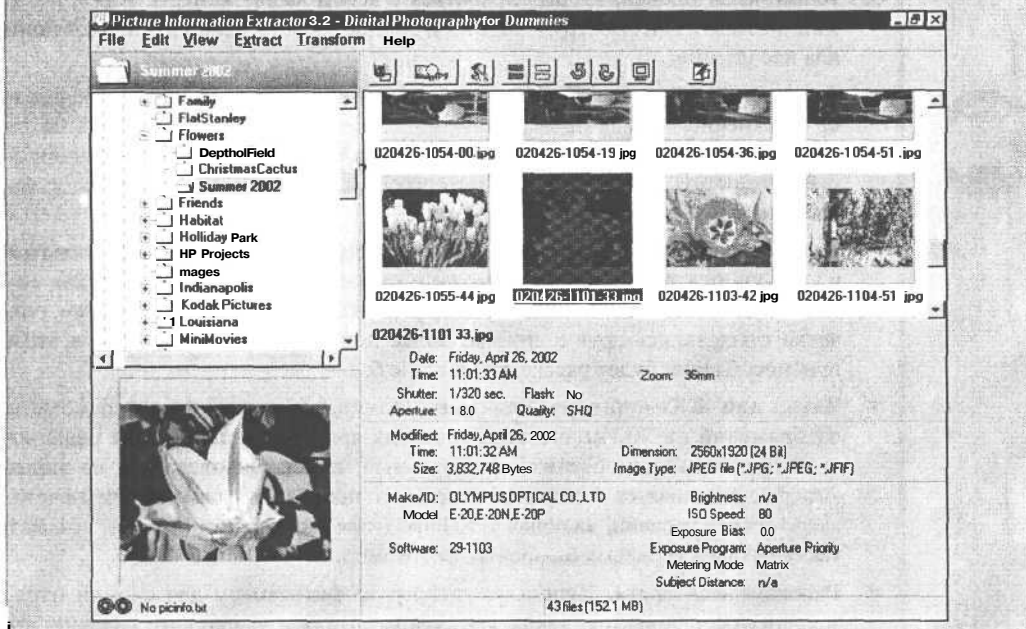 Picture Information Extractor3.2 - Digital Photographyfor Dummies
File Edit View Extract Transform Help
Summer 2002
Family
FlatStanley
Flowers
DeptholField
ChristmasCactus
Summer 2002
Friends
Habitat
Holliday Park
HP Projects
mages
Indianapolis
Kodak Pictures
1 Louisiana
MiniMovies
020426-1054-00.jpg 020426-1054-19 jpg 020426-1054-36.jpg 020426-1054-51 .jpg
020426-1055-44 jpg 020426-1101-33.jpg 020426-1103-42 jpg 020426-1104-51 jpg
020426-1101 33.jpg
Date: Friday, April 26, 2002
Time: 11:01:33 AM Zoom: 36mm
Shutter: 1/320 sec. Flash: No
Aperture: 1 8.0 Quality: SHQ
Modified: Friday, April 26, 2002
Time: 11:01:32 AM Dimension: 2560x1920 (24 Bit)
Size: 3,832,748 Bytes Image Type: JPEG file (*.JPG; *.JPEG; *.JFIF)
Make/ID: OLYMPUS OPTICAL CO.,LTD Brightness: n/a
Model E-20,E-20N,E-20P ISO Speed: 80
Exposure Bias: 0.0
Software: 29-1103 Exposure Program: Aperture Priority
Metering Mode Matrix
Subject Distance: n/a
No picinfo.txt 43 files (152.1 MB)